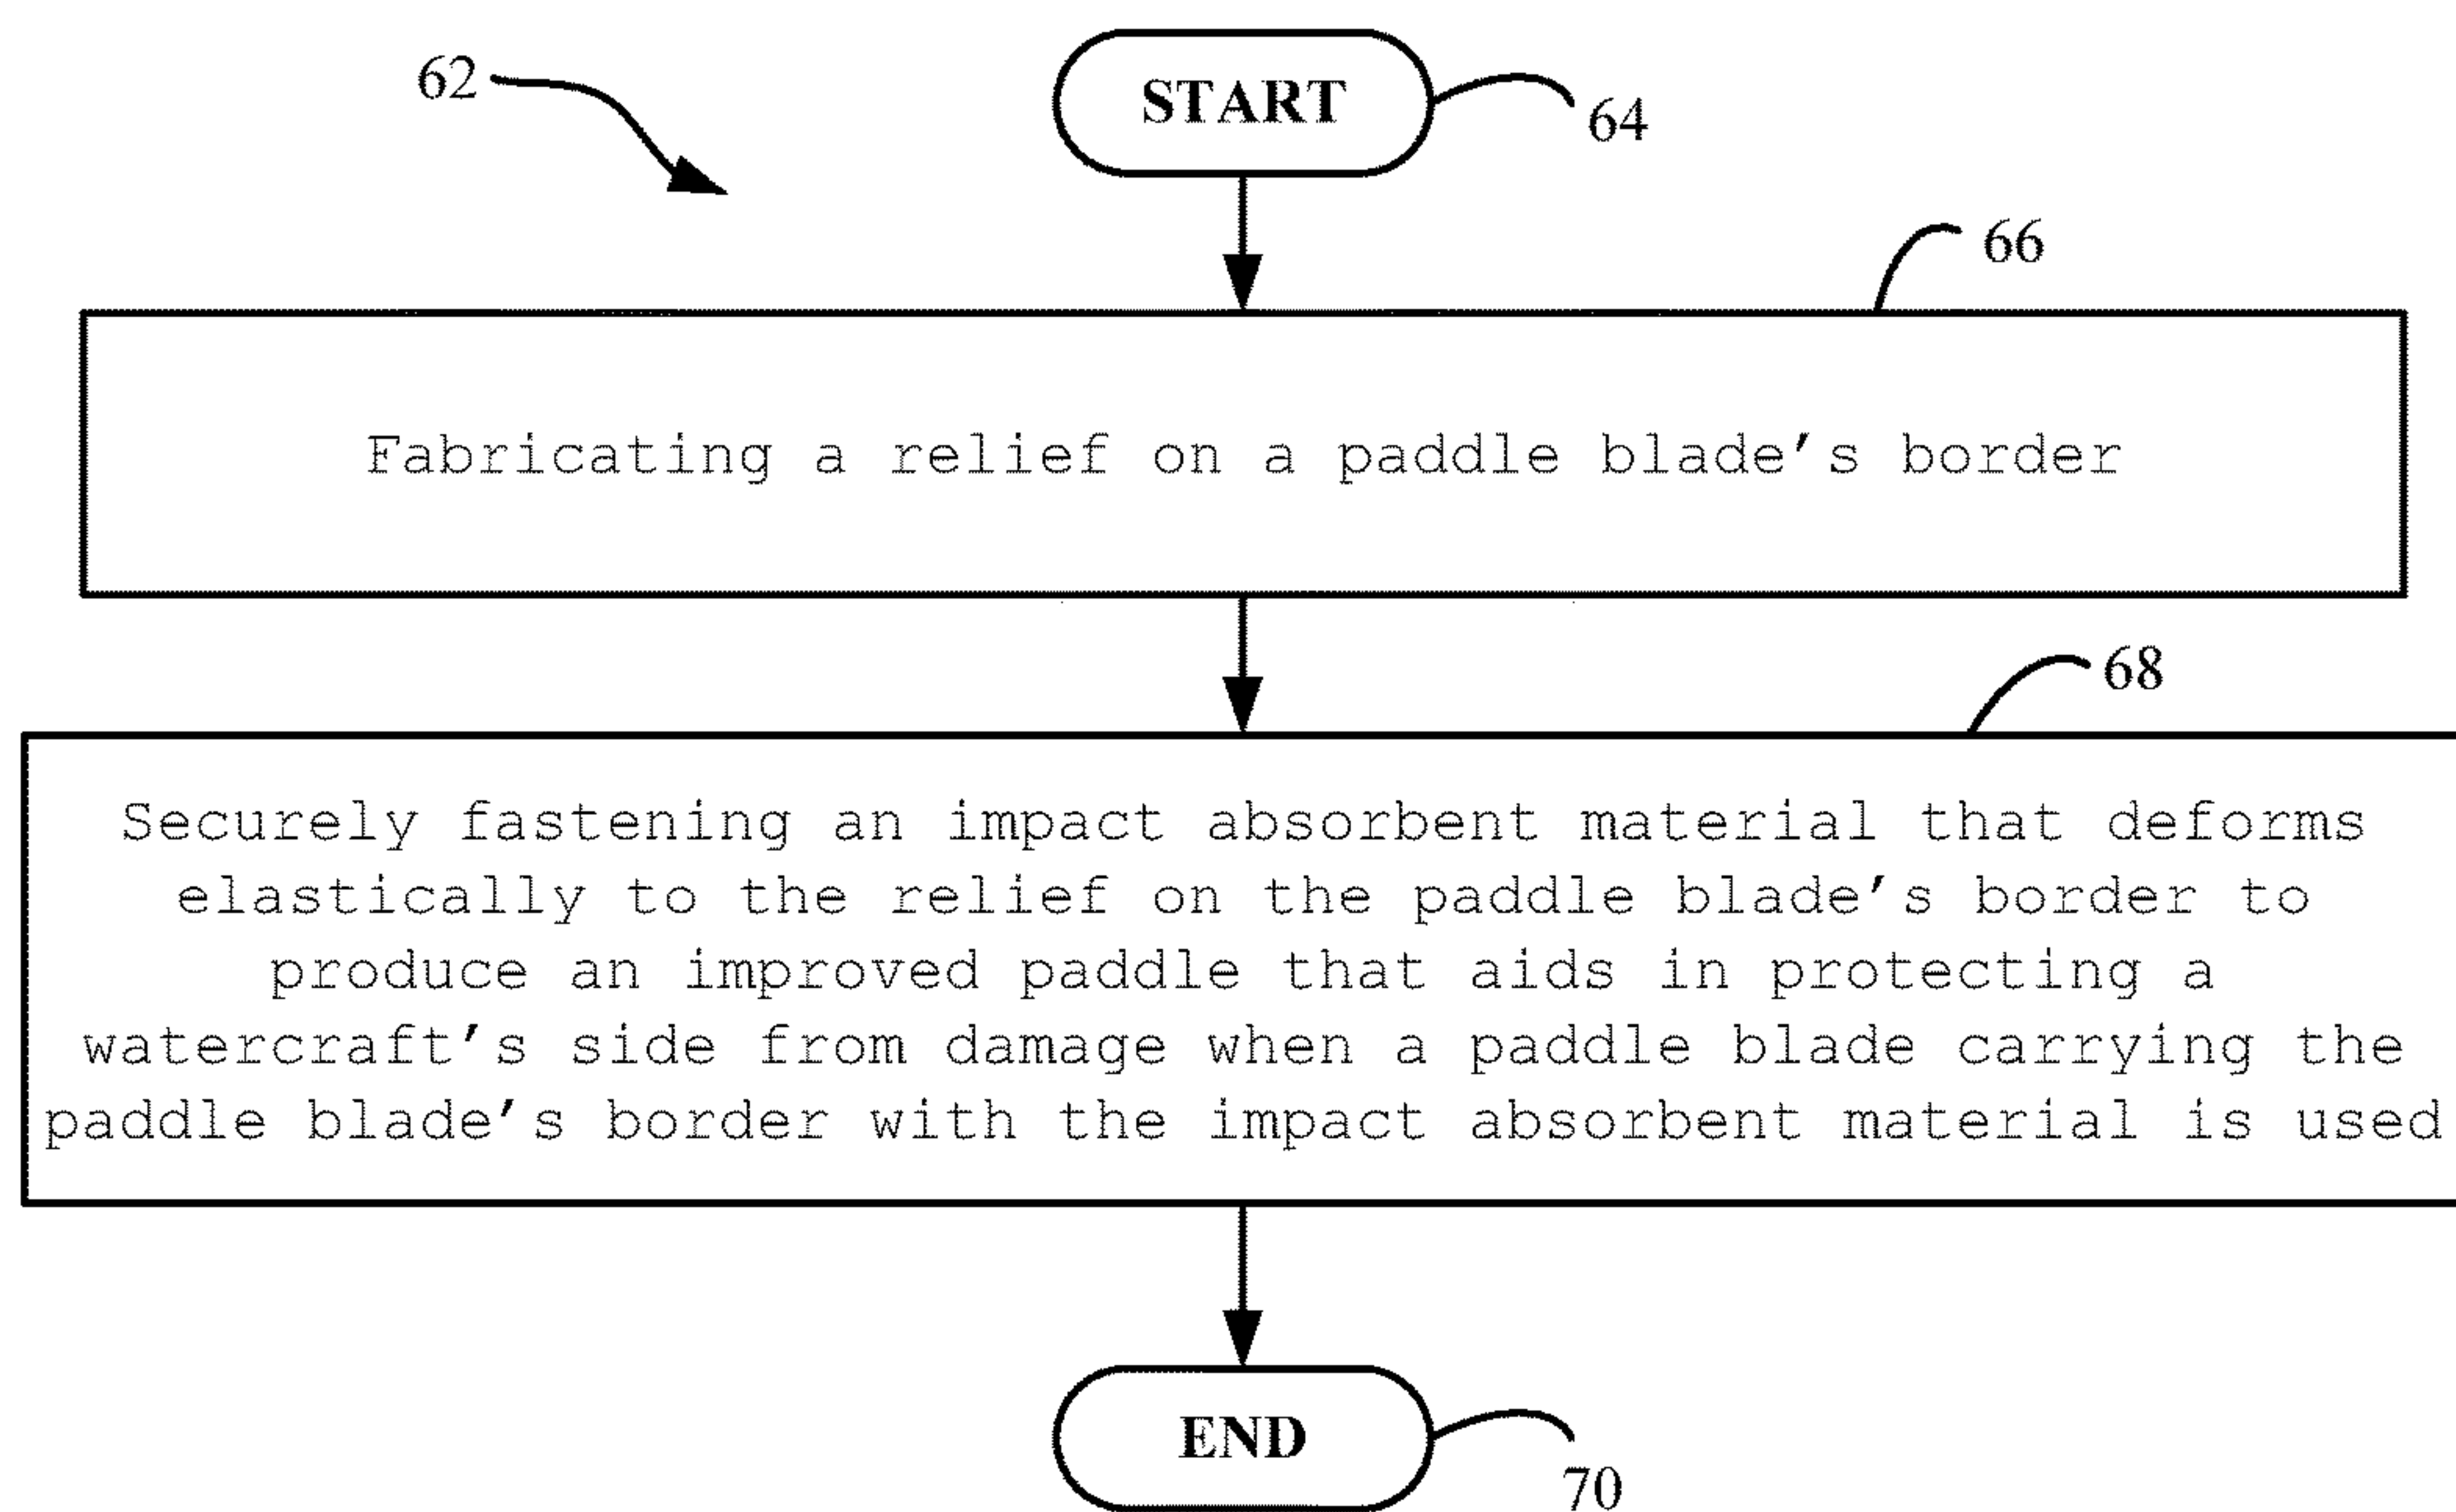 62
START
64
66
Fabricating a relief on a paddle blade's border
68
Securely fastening an impact absorbent material that deforms
elastically to the relief on the paddle blade's border to
produce an improved paddle that aids in protecting a
watercraft's side from damage when a paddle blade carrying the
paddle blade's border with the impact absorbent material is used
END
70